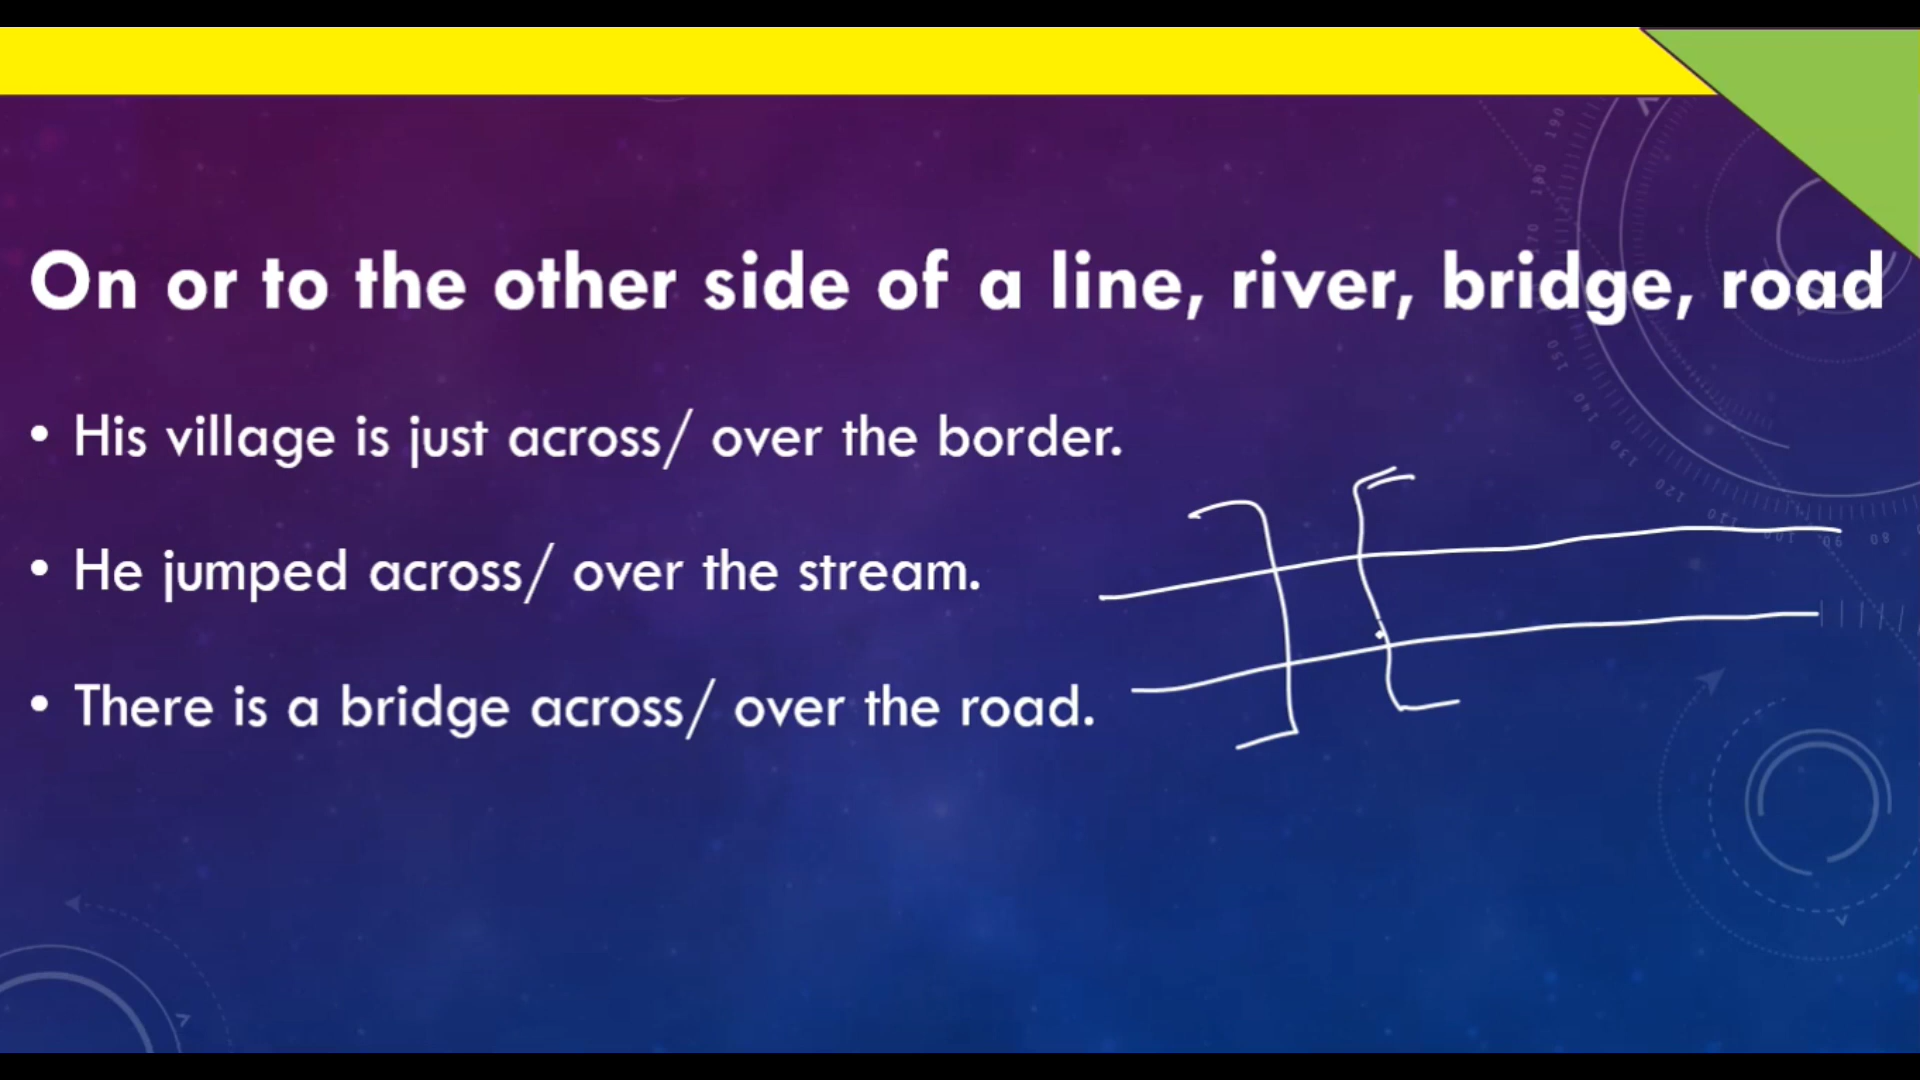 On or to the other side of a line, river, bridge, road
• His village is just across/ over the border.
• He jumped across/ over the stream.
• There is a bridge across/ over the road.